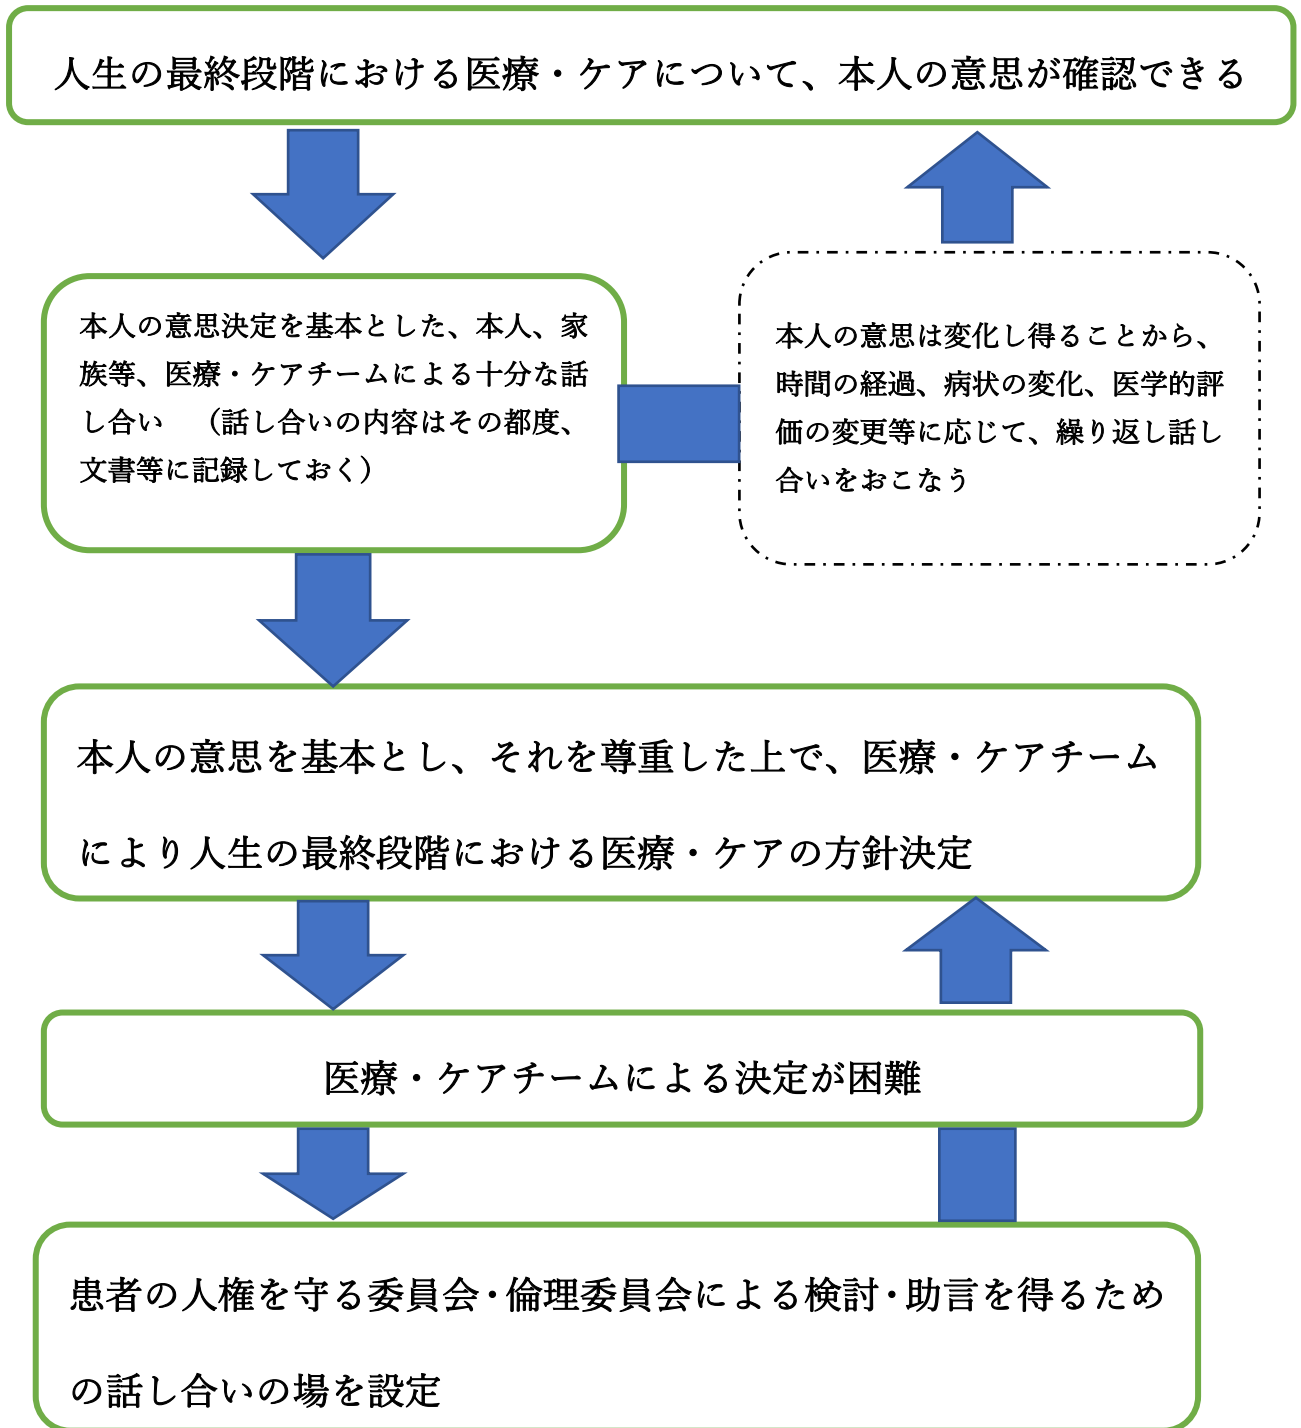 人生の最終段階における医療・ケアについて、本人の意思が確認できる
本人の意思決定を基本とした、本人、家
族等、医療・ケアチームによる十分な話
し合い　（話し合いの内容はその都度、
文書等に記録しておく）
本人の意思は変化し得ることから、
時間の経過、病状の変化、医学的評
価の変更等に応じて、繰り返し話し
合いをおこなう
本人の意思を基本とし、それを尊重した上で、医療・ケアチーム
により人生の最終段階における医療・ケアの方針決定
医療・ケアチームによる決定が困難
患者の人権を守る委員会・倫理委員会による検討・助言を得るため
の話し合いの場を設定